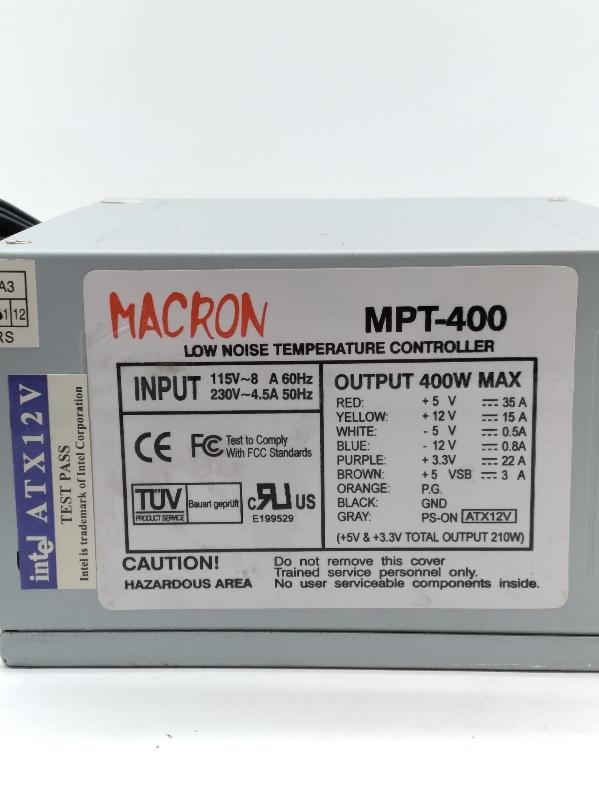 A3
1 12
RS
intel ATX12V
TEST PASS
Intel is trademark of Intel Corporation
MACRON
MPT-400
LOW NOISE TEMPERATURE CONTROLLER
INPUT 115V~8 A 60Hz
230V~4.5A 50Hz
CE FC Test to Comply
With FCC Standards
TÜV
PRODUCT SERVICE
Bauart geprüft
c RU US
E199529
OUTPUT 400W MAX
RED: + 5 V 35 A
YELLOW: + 12 V 15 A
WHITE: - 5 V 0.5A
BLUE: - 12 V 0.8A
PURPLE: + 3.3V 22 A
BROWN: +5 VSB 3 A
ORANGE: P.G.
BLACK: GND
GRAY: PS-ON ATX12V
(+5V & +3.3V TOTAL OUTPUT 210W)
CAUTION!
HAZARDOUS AREA
Do not remove this cover
Trained service personnel only.
No user serviceable components inside.